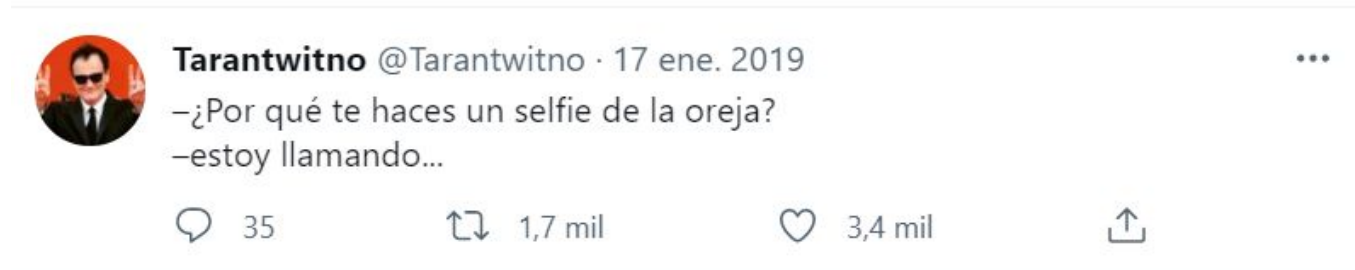 Tarantwitno @Tarantwitno · 17 ene. 2019
–¿Por qué te haces un selfie de la oreja?
–estoy llamando...
35 1,7 mil 3,4 mil